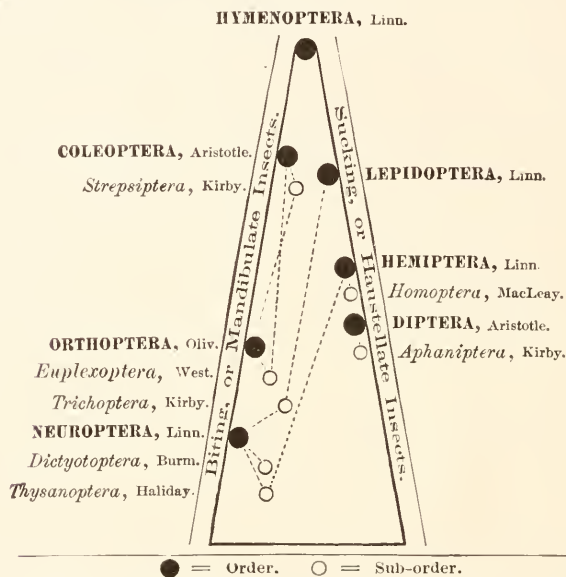 HYMENOPTERA, Linn.
COLEOPTERA, Aristotle.
Strepsiptera, Kirby.
LEPIDOPTERA, Linn.
HEMIPTERA, Linn.
Homoptera, MacLeay.
DIPTERA, Aristotle.
Aphaniptera, Kirby.
ORTHOPTERA, Oliv.
Euplexoptera, West.
Trichoptera, Kirby.
NEUROPTERA, Linn.
Dictyotoptera, Burm.
Thysanoptera, Haliday.
Biting, or Mandibulate Insects.
Sucking, or Haustellate Insects.
= Order. = Sub-order.